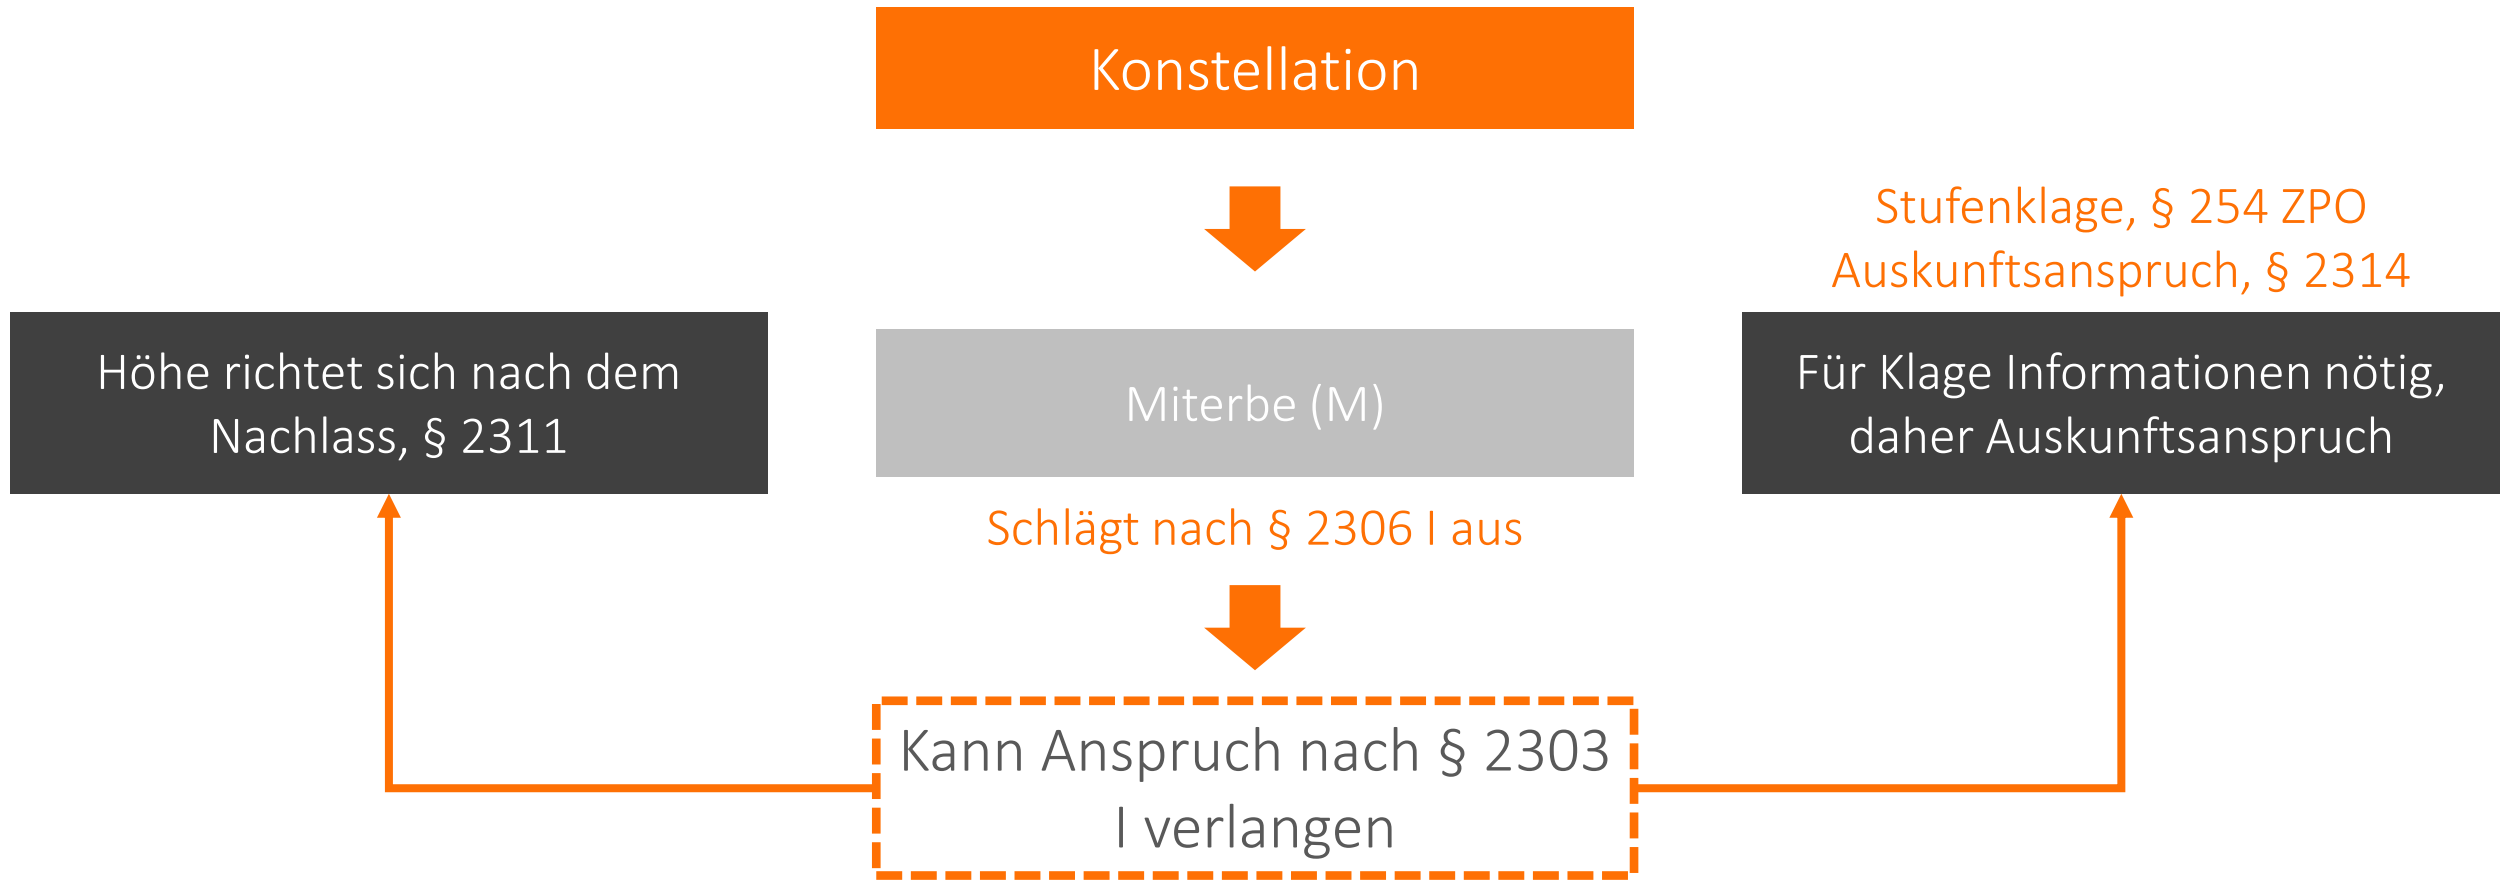 Konstellation
Stufenklage, § 254 ZPO
Auskunftsanspruch, § 2314
Höhe richtet sich nach dem
Nachlass, § 2311
Miterbe (M)
Für Klage Informationen nötig,
daher Auskunftsanspruch
Schlägt nach § 2306 I aus
Kann Anspruch nach § 2303
I verlangen